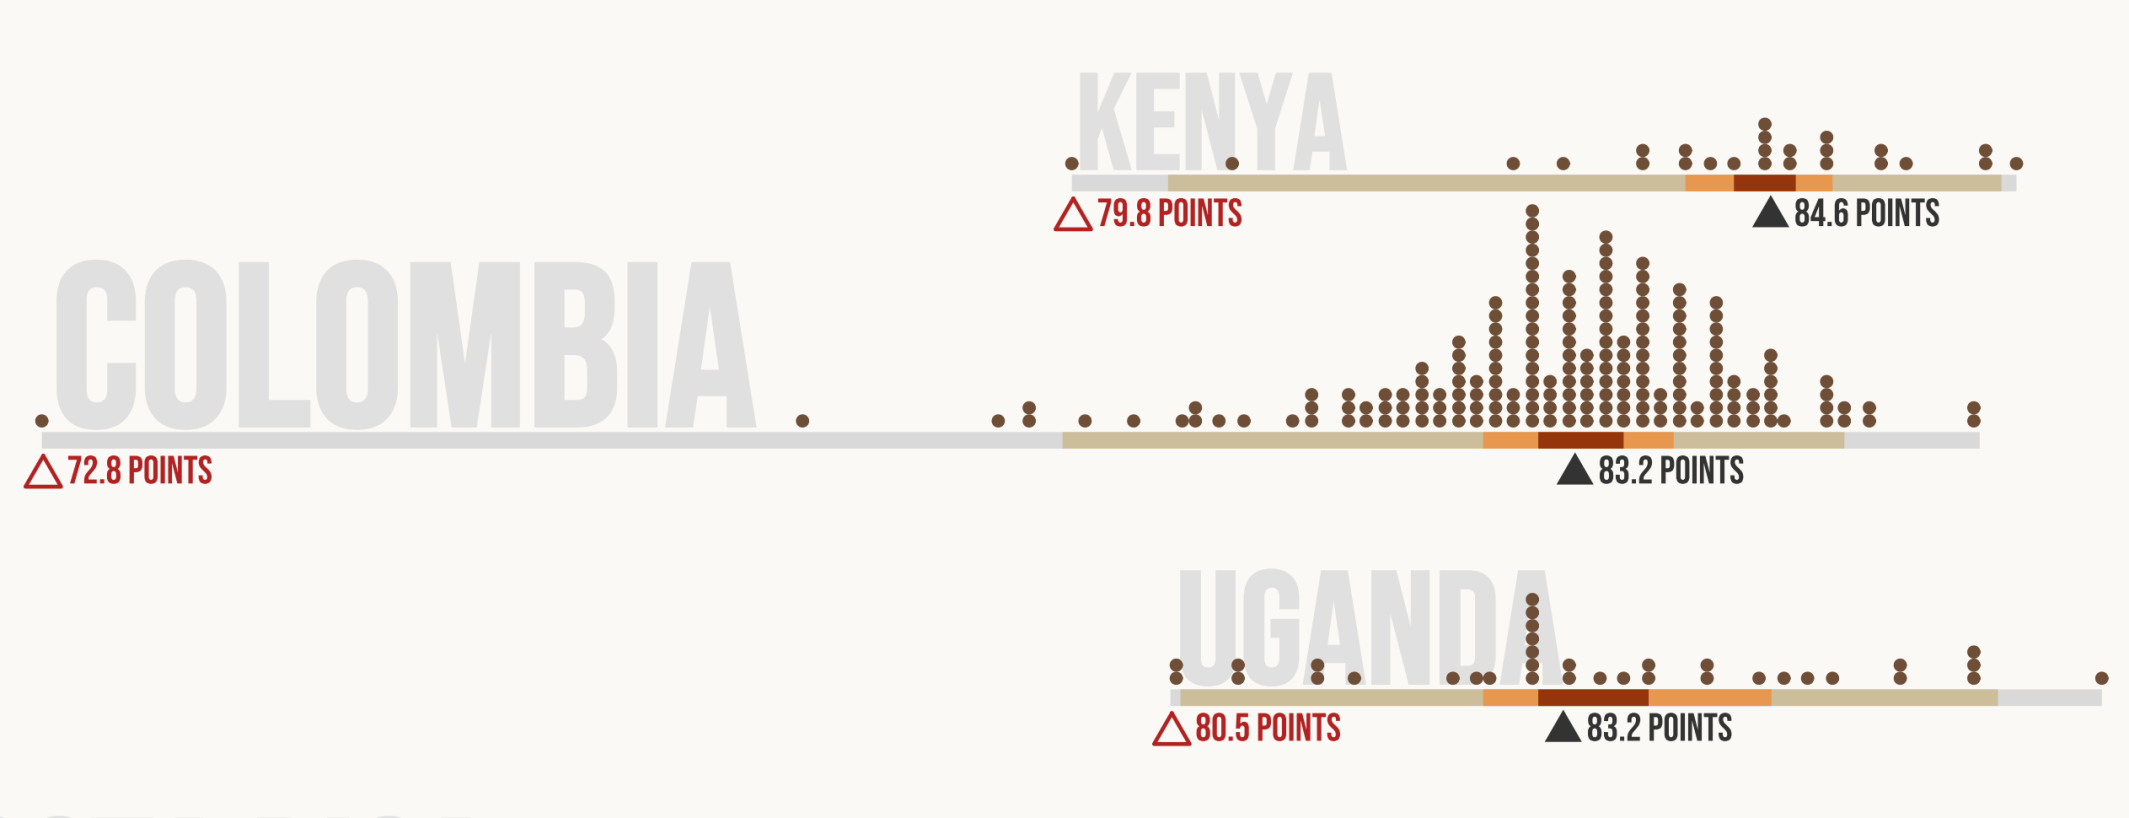 KENYA
79.8 POINTS
84.6 POINTS
COLOMBIA
72.8 POINTS
83.2 POINTS
UGANDA
80.5 POINTS
83.2 POINTS